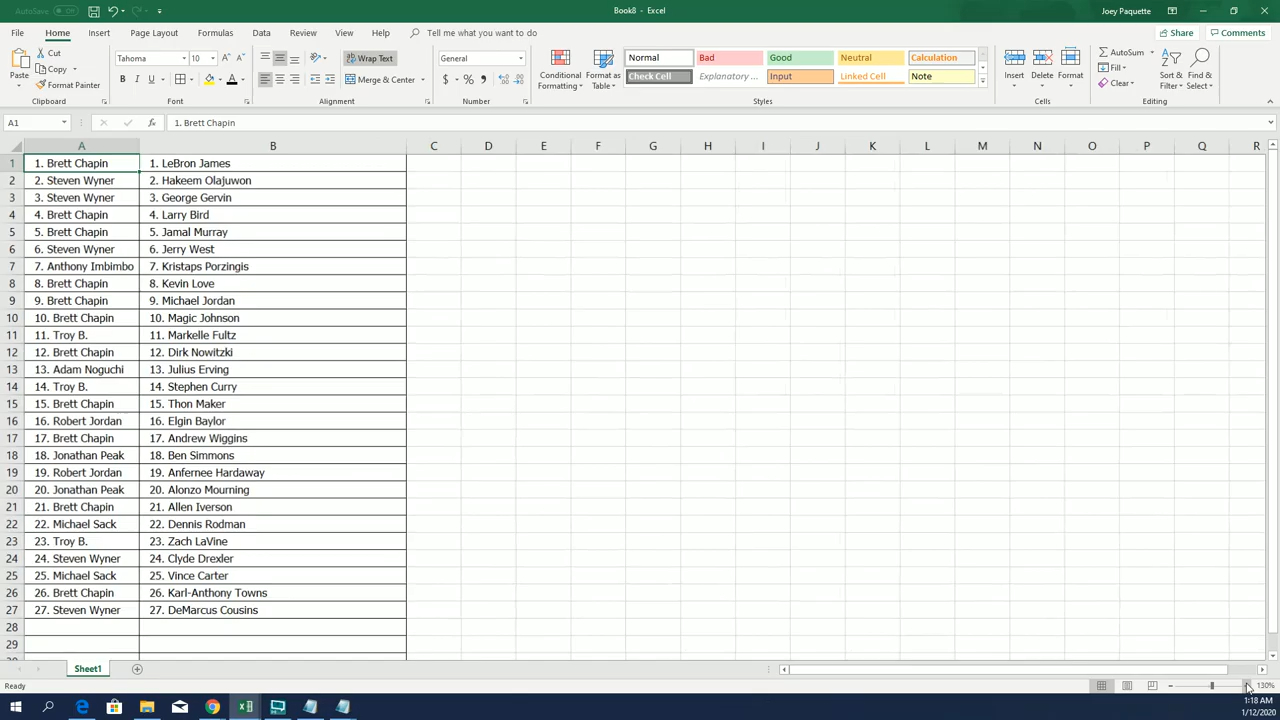 AutoSave Off Book8 - Excel Joey Paquette
File Home Insert Page Layout Formulas Data Review View Help Tell me what you want to do Share Comments
Paste Cut Copy Format Painter Clipboard
Tahoma 10 B I U A Font
Wrap Text Merge & Center Alignment
General $ % , Number
Conditional Formatting Format as Table
Normal Bad Good Neutral Calculation
Check Cell Explanatory ... Input Linked Cell Note
Styles
Insert Delete Format Cells
AutoSum Fill Clear Sort & Filter Find & Select Editing
A1 fx 1. Brett Chapin
A B C D E F G H I J K L M N O P Q R
1 1. Brett Chapin 1. LeBron James
2 2. Steven Wyner 2. Hakeem Olajuwon
3 3. Steven Wyner 3. George Gervin
4 4. Brett Chapin 4. Larry Bird
5 5. Brett Chapin 5. Jamal Murray
6 6. Steven Wyner 6. Jerry West
7 7. Anthony Imbimbo 7. Kristaps Porzingis
8 8. Brett Chapin 8. Kevin Love
9 9. Brett Chapin 9. Michael Jordan
10 10. Brett Chapin 10. Magic Johnson
11 11. Troy B. 11. Markelle Fultz
12 12. Brett Chapin 12. Dirk Nowitzki
13 13. Adam Noguchi 13. Julius Erving
14 14. Troy B. 14. Stephen Curry
15 15. Brett Chapin 15. Thon Maker
16 16. Robert Jordan 16. Elgin Baylor
17 17. Brett Chapin 17. Andrew Wiggins
18 18. Jonathan Peak 18. Ben Simmons
19 19. Robert Jordan 19. Anfernee Hardaway
20 20. Jonathan Peak 20. Alonzo Mourning
21 21. Brett Chapin 21. Allen Iverson
22 22. Michael Sack 22. Dennis Rodman
23 23. Troy B. 23. Zach LaVine
24 24. Steven Wyner 24. Clyde Drexler
25 25. Michael Sack 25. Vince Carter
26 26. Brett Chapin 26. Karl-Anthony Towns
27 27. Steven Wyner 27. DeMarcus Cousins
28
29
30
Sheet1
Ready 130%
1:18 AM
1/12/2020